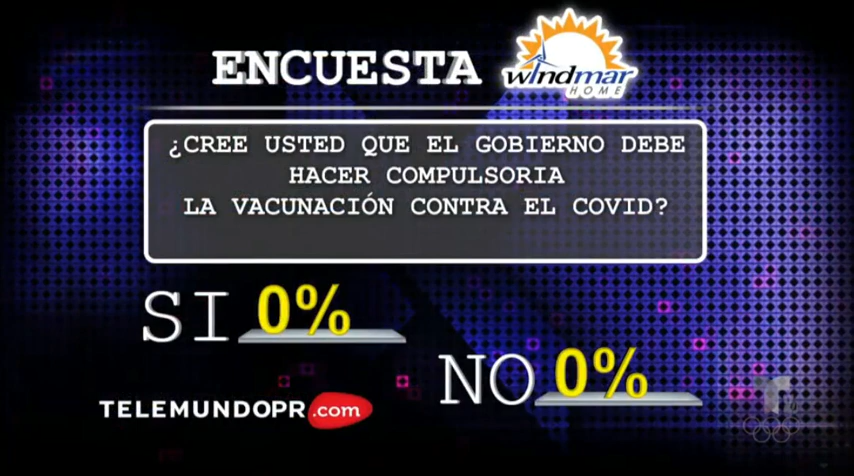 ENCUESTA
windmar
HOME
¿CREE USTED QUE EL GOBIERNO DEBE
HACER COMPULSORIA
LA VACUNACIÓN CONTRA EL COVID?
SI 0%
NO 0%
TELEMUNDOPR.com